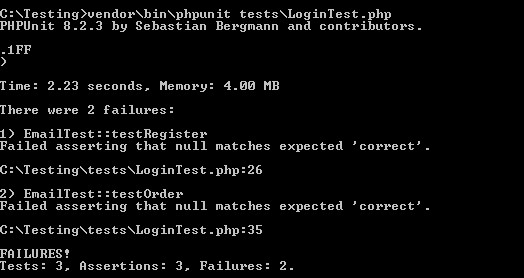 C:\Testing>vendor\bin\phpunit tests\LoginTest.php
PHPUnit 8.2.3 by Sebastian Bergmann and contributors.
.1FF
>
Time: 2.23 seconds, Memory: 4.00 MB
There were 2 failures:
1) EmailTest::testRegister
Failed asserting that null matches expected 'correct'.
C:\Testing\tests\LoginTest.php:26
2) EmailTest::testOrder
Failed asserting that null matches expected 'correct'.
C:\Testing\tests\LoginTest.php:35
FAILURES!
Tests: 3, Assertions: 3, Failures: 2.